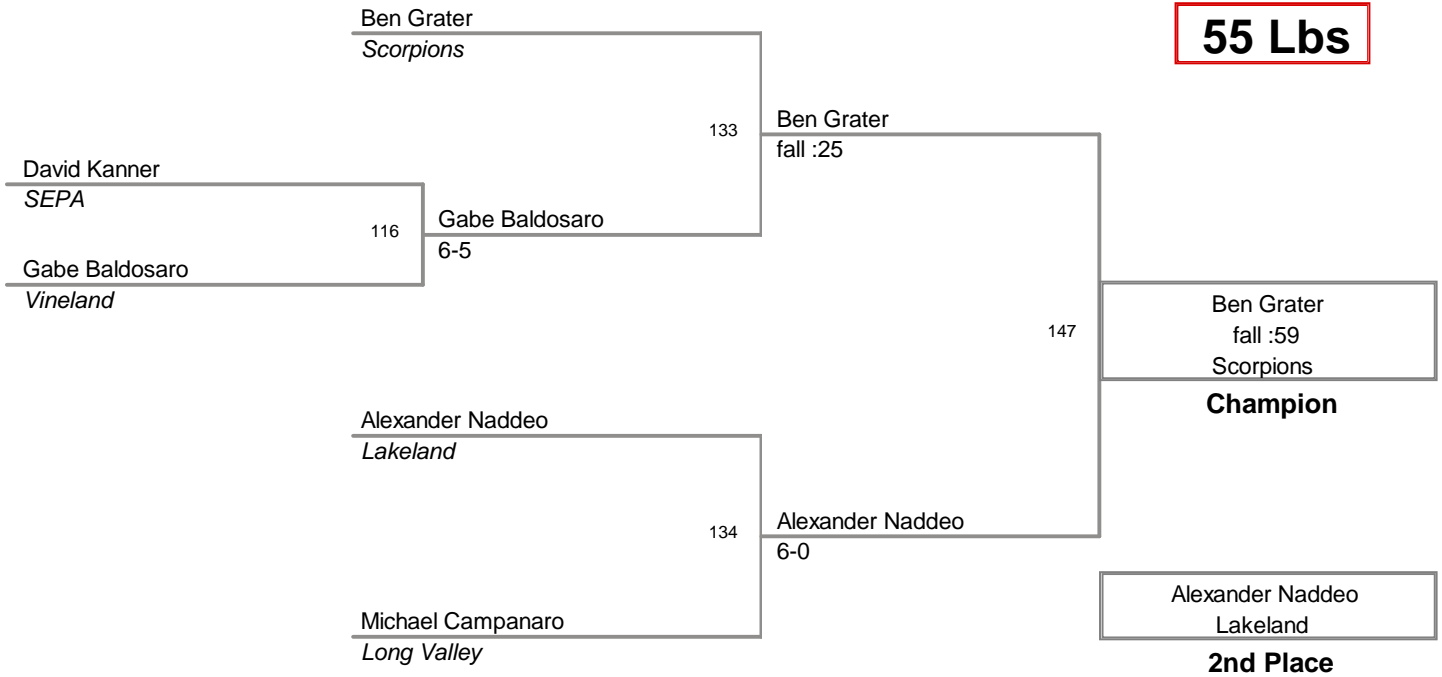 Ben Grater
Scorpions
55 Lbs
133
Ben Grater
fall :25
David Kanner
SEPA
116
Gabe Baldosaro
6-5
Gabe Baldosaro
Vineland
147
Ben Grater
fall :59
Scorpions
Champion
Alexander Naddeo
Lakeland
134
Alexander Naddeo
6-0
Michael Campanaro
Long Valley
Alexander Naddeo
Lakeland
2nd Place